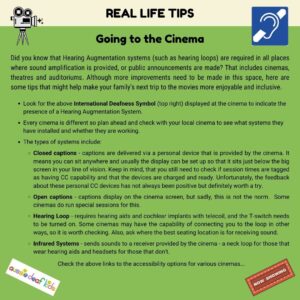 REAL LIFE TIPS
Going to the Cinema
Did you know that Hearing Augmentation systems (such as hearing loops) are required in all places
where sound amplification is provided, or public announcements are made? That includes cinemas,
theatres and auditoriums. Although more improvements need to be made in this space, here are
some tips that might help make your family's next trip to the movies more enjoyable and inclusive.
• Look for the above International Deafness Symbol (top right) displayed at the cinema to indicate the
presence of a Hearing Augmentation System.
• Every cinema is different so plan ahead and check with your local cinema to see what systems they
have installed and whether they are working.
• The types of systems include:
◦ Closed captions - captions are delivered via a personal device that is provided by the cinema. It
means you can sit anywhere and usually the display can be set up so that it sits just below the big
screen in your line of vision. Keep in mind, that you still need to check if session times are tagged
as having CC capability and that the devices are charged and ready. Unfortunately, the feedback
about these personal CC devices has not always been positive but definitely worth a try.
◦ Open captions - captions display on the cinema screen, but sadly, this is not the norm. Some
cinemas do run special sessions for this.
◦ Hearing Loop - requires hearing aids and cochlear implants with telecoil, and the T-switch needs
to be turned on. Some cinemas may have the capability of connecting you to the loop in other
ways, so it is worth checking. Also, ask where the best seating location is for receiving sound.
◦ Infrared Systems - sends sounds to a receiver provided by the cinema - a neck loop for those that
wear hearing aids and headsets for those that don't.
Check the above links to the accessibility options for various cinemas...
aussie deaf kids
NOW SHOWING